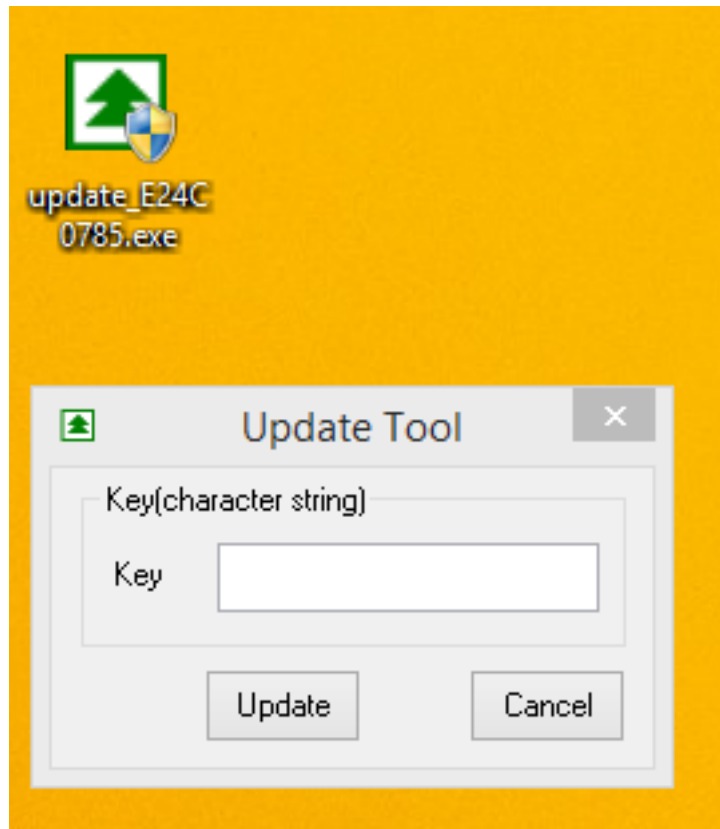 update_E24C
0785.exe
Update Tool
Key(character string)
Key
Update Cancel